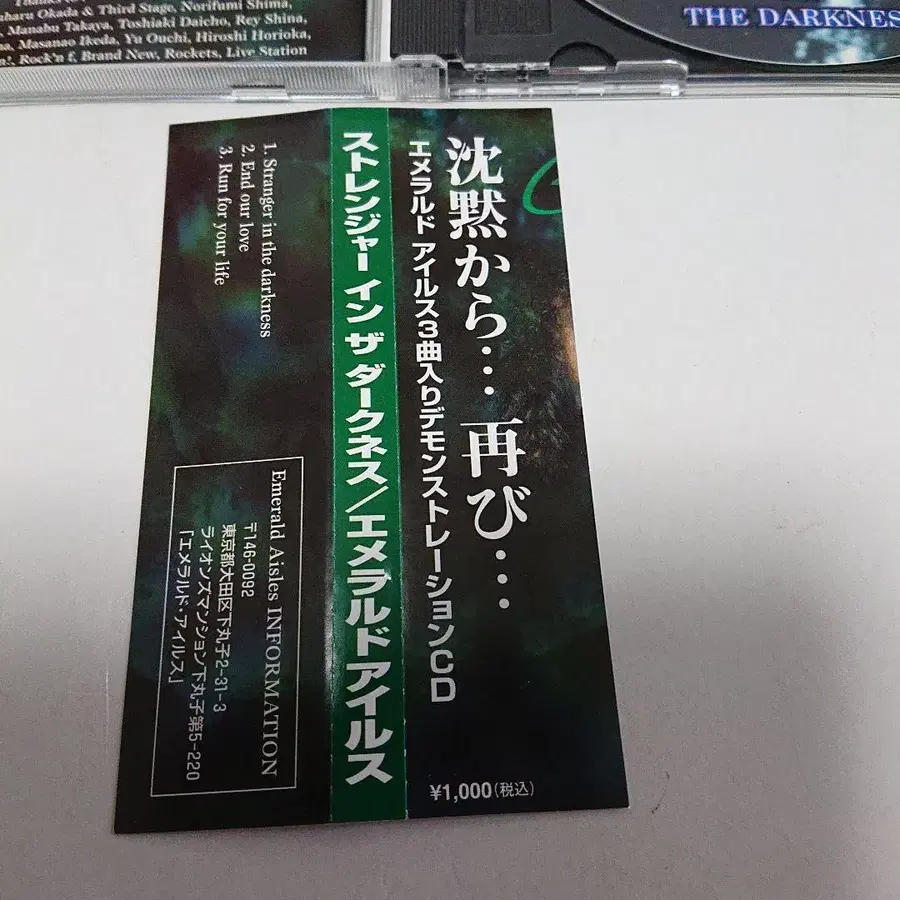 haru Okada & Third Stage, Norifumi Shima,
Manabu Takaya, Toshiaki Daicho, Rey Shina,
Masanao Ikeda, Yu Ouchi, Hiroshi Horioka,
Rock'n f, Brand New, Rockets, Live Station
THE DARKNES
沈黙から… 再び…
エメラルド アイルス3曲入りデモンストレーションCD
¥1,000(税込)
ストレンジャー イン ザ ダークネス/エメラルドアイルス
1. Stranger in the darkness
2. End our love
3. Run for your life
Emerald Aisles INFORMATION
〒146-0092
東京都大田区下丸子2-31-3
ライオンズマンション下丸子第5-220
「エメラルド・アイルス」